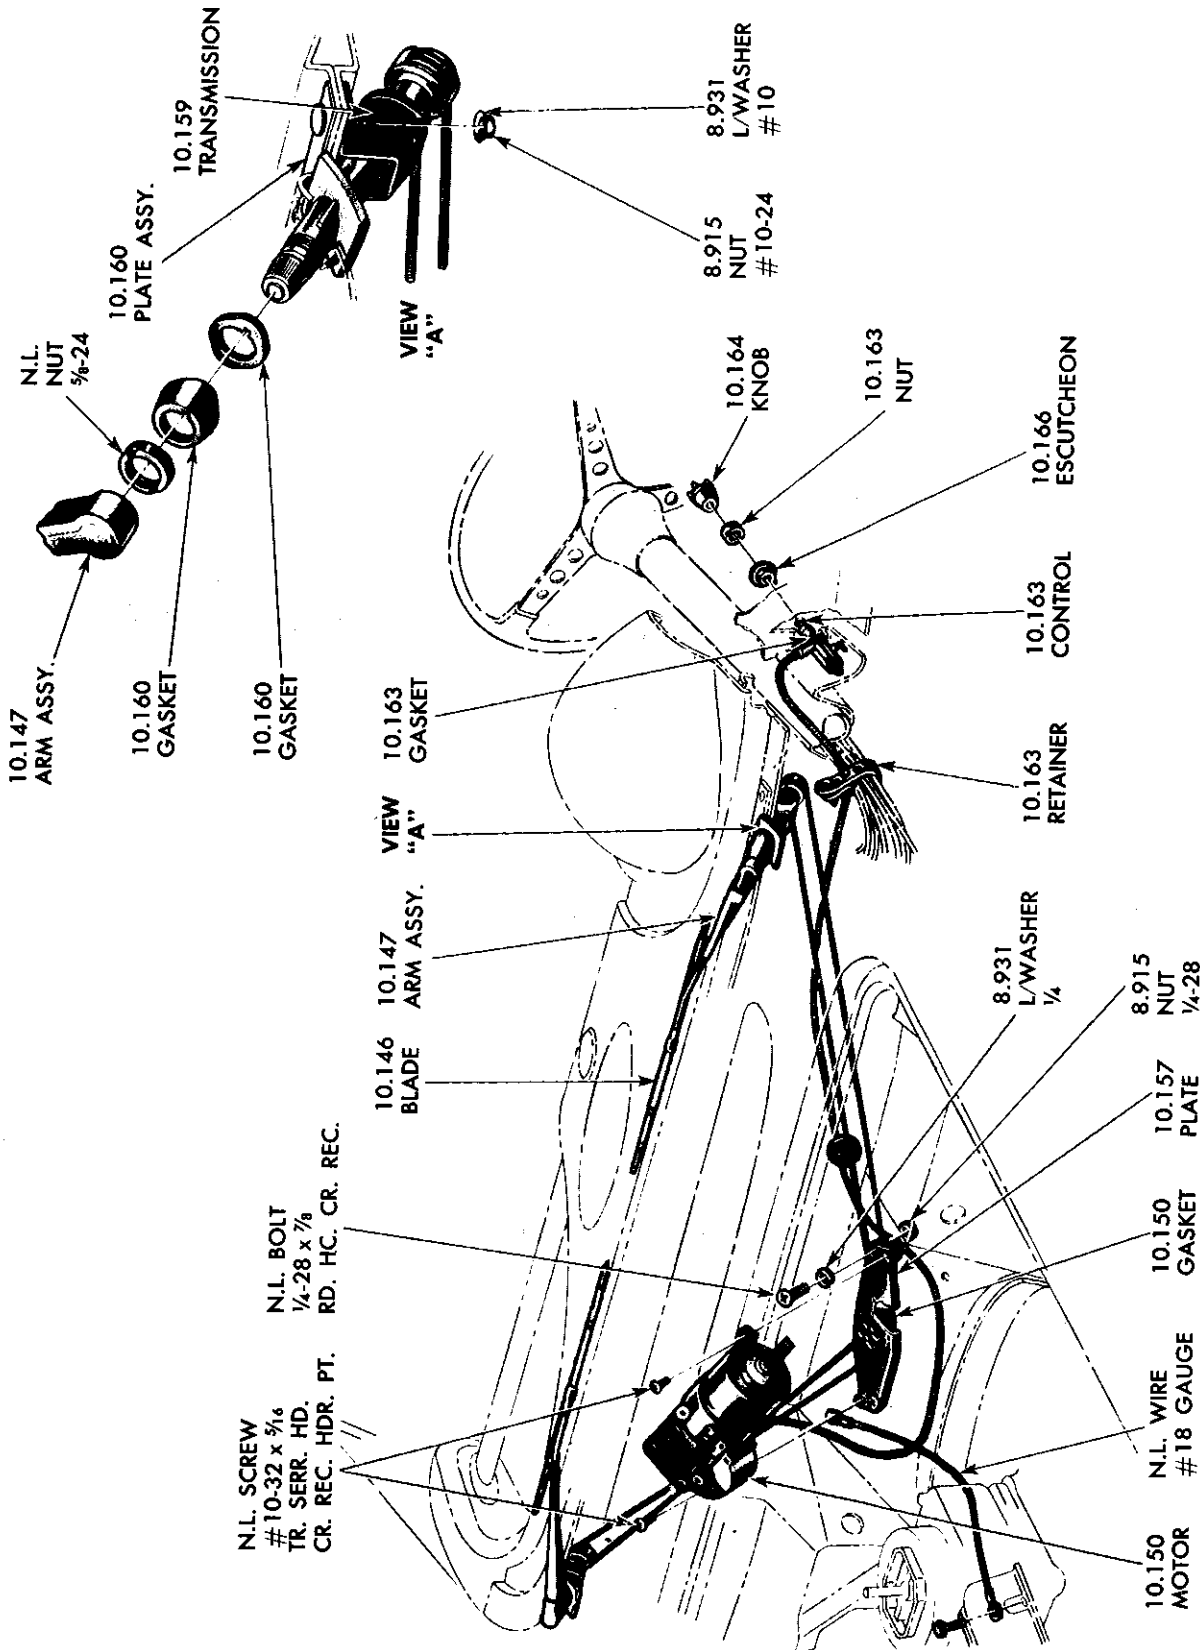 10.147
ARM ASSY.
N.L.
NUT
⅝-24
10.160
PLATE ASSY.
10.159
TRANSMISSION
10.160
GASKET
10.160
GASKET
VIEW
“A”
8.915
NUT
#10-24
8.931
L/WASHER
#10
N.L. SCREW
#10-32 x 5/16
TR. SERR. HD.
CR. REC. HDR. PT.
N.L. BOLT
¼-28 x ⅞
RD. HC. CR. REC.
10.146
BLADE
10.147
ARM ASSY.
VIEW
“A”
10.163
GASKET
10.164
KNOB
10.163
NUT
10.166
ESCUTCHEON
10.163
CONTROL
10.163
RETAINER
8.931
L/WASHER
¼
8.915
NUT
¼-28
10.157
PLATE
10.150
GASKET
N.L. WIRE
#18 GAUGE
10.150
MOTOR